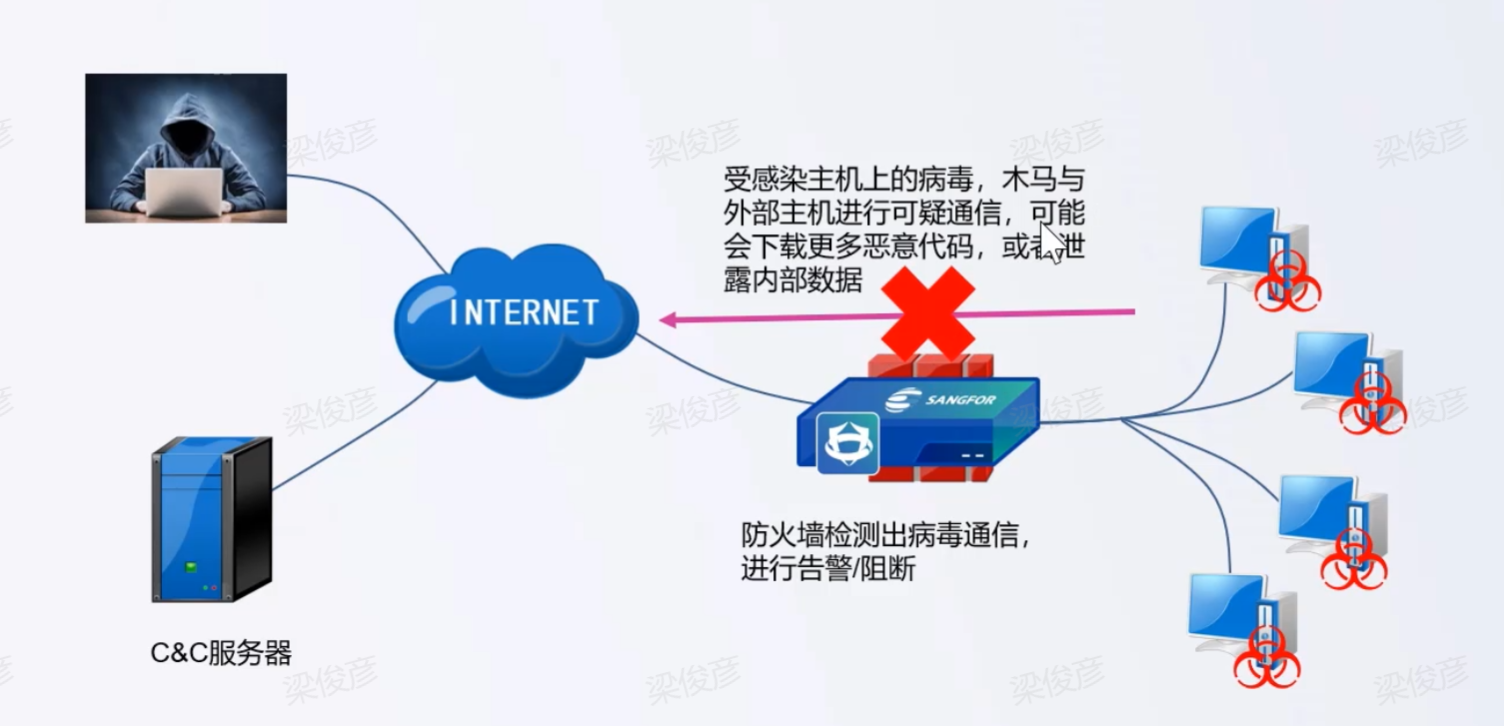 受感染主机上的病毒，木马与
外部主机进行可疑通信，可能
会下载更多恶意代码，或者泄
露内部数据
INTERNET
SANGFOR
防火墙检测出病毒通信，
进行告警/阻断
C&C服务器
梁俊彦
梁俊彦
梁俊彦
梁俊彦
梁俊彦
梁俊彦
梁俊彦
梁俊彦
梁俊彦
梁俊彦
梁俊彦
梁俊彦